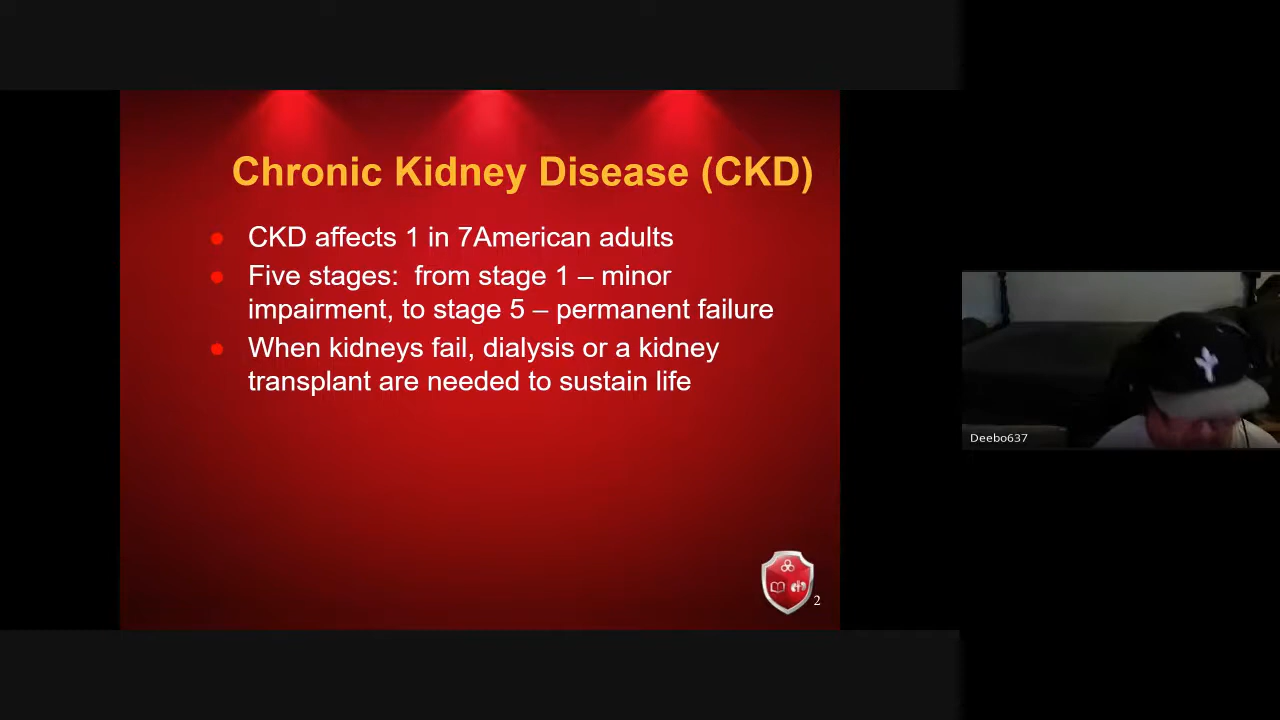 Chronic Kidney Disease (CKD)
CKD affects 1 in 7American adults
Five stages:  from stage 1 – minor
impairment, to stage 5 – permanent failure
When kidneys fail, dialysis or a kidney
transplant are needed to sustain life
2
Deebo637